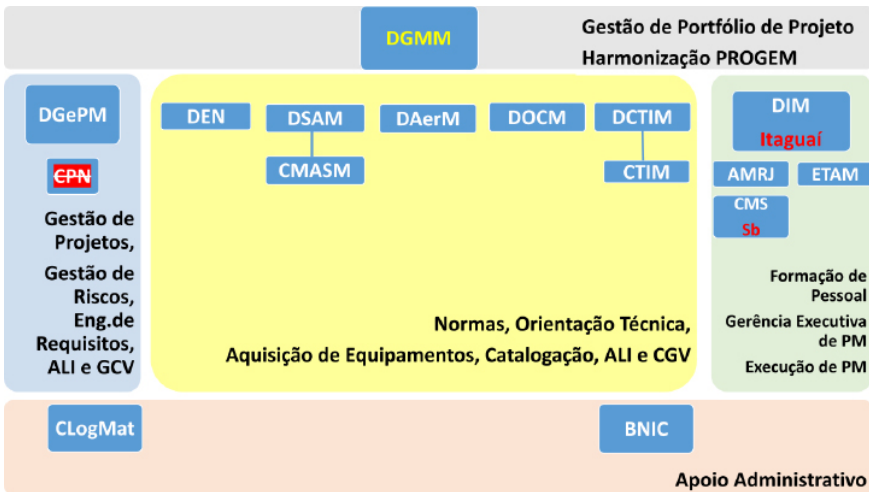 DGMM
Gestão de Portfólio de Projeto
Harmonização PROGEM
DGePM
CPN
Gestão de
Projetos,
Gestão de
Riscos,
Eng.de
Requisitos,
ALI e GCV
DEN
DSAM
DAerM
DOCM
DCTIM
CMASM
CTIM
Normas, Orientação Técnica,
Aquisição de Equipamentos, Catalogação, ALI e CGV
DIM
Itaguaí
AMRJ
ETAM
CMS
Sb
Formação de
Pessoal
Gerência Executiva
de PM
Execução de PM
CLogMat
BNIC
Apoio Administrativo